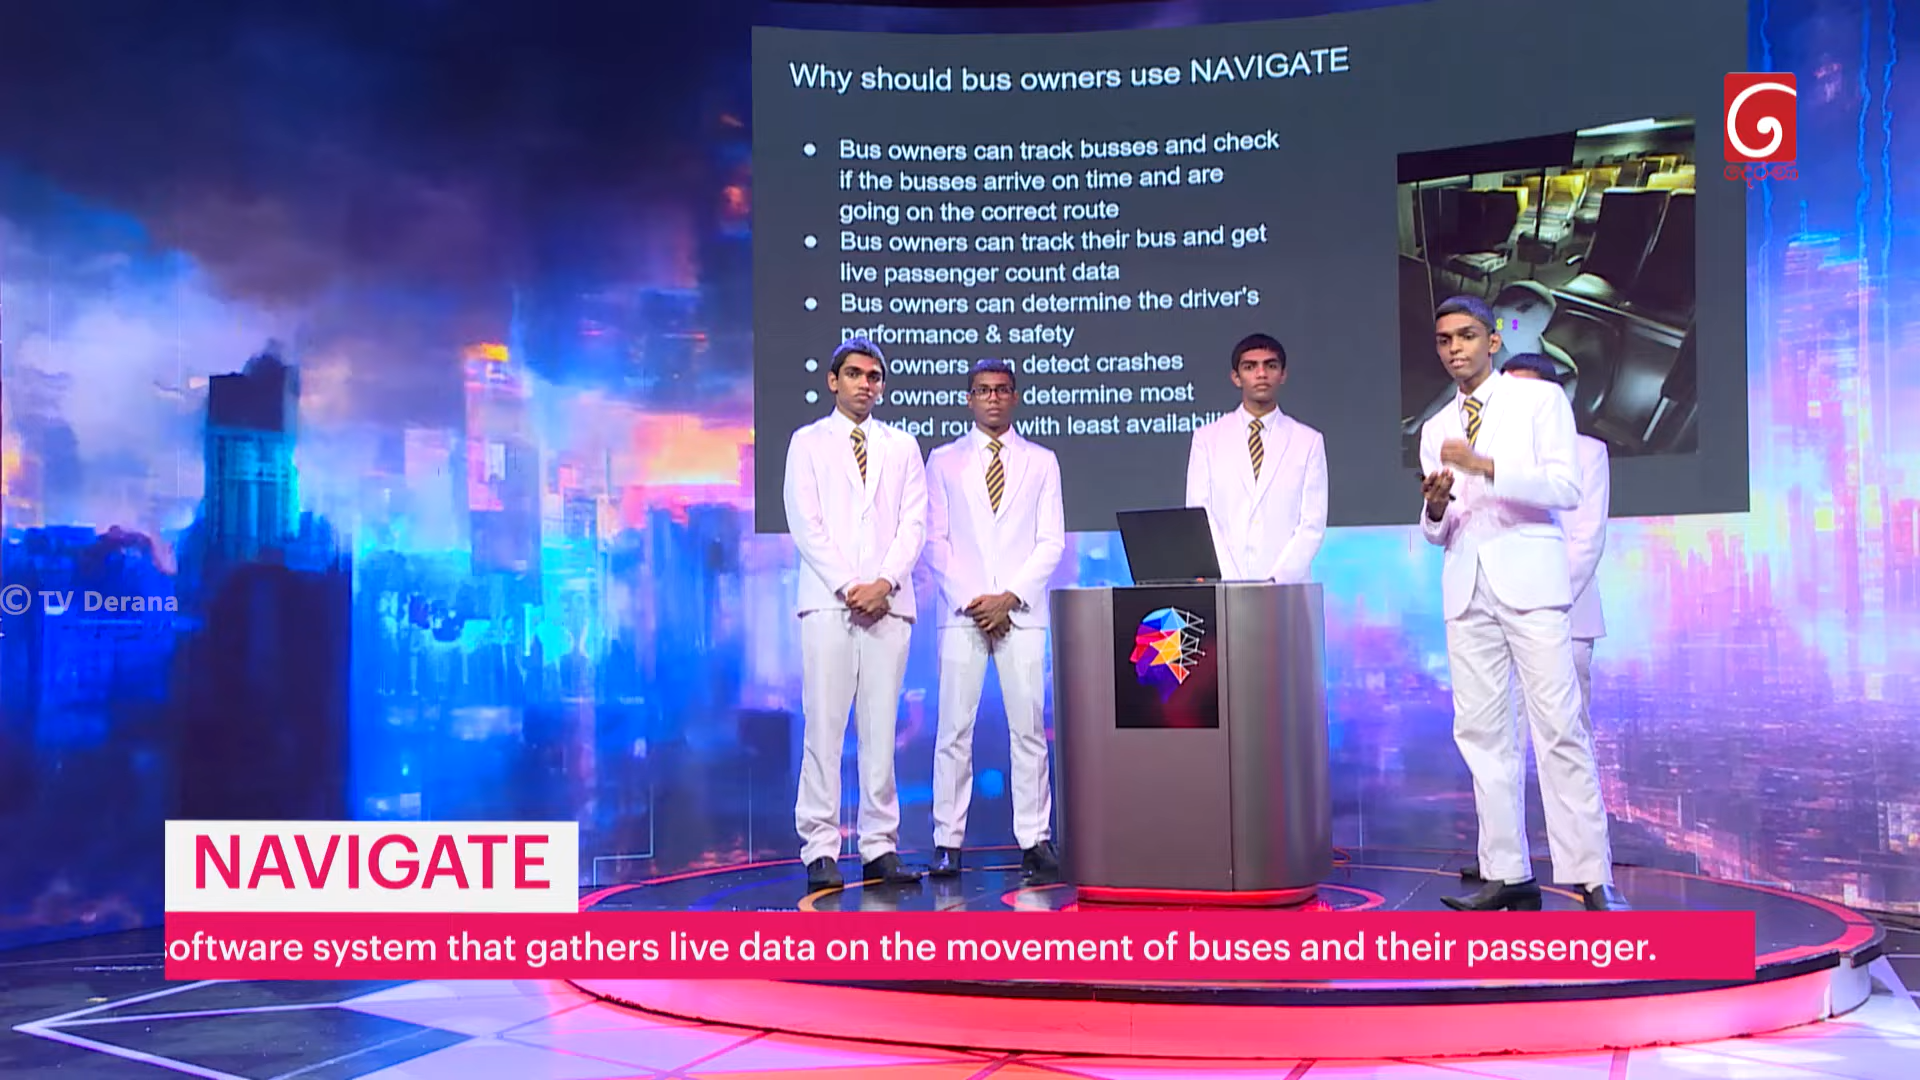 Why should bus owners use NAVIGATE
Bus owners can track busses and check
if the busses arrive on time and are
going on the correct route
Bus owners can track their bus and get
live passenger count data
Bus owners can determine the driver's
performance & safety
owners can detect crashes
owners determine most
with least
දෙරණ
© TV Derana
NAVIGATE
software system that gathers live data on the movement of buses and their passenger.